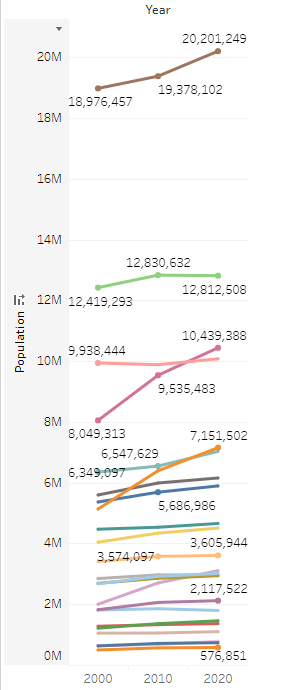 Year
20,201,249
20M
18,976,457
19,378,102
18M
16M
14M
12,830,632
12M
12,419,293
12,812,508
Population
10,439,388
9,938,444
10M
9,535,483
8M
8,049,313
7,151,502
6,547,629
6,349,097
6M
5,686,986
4M
3,574,097
3,605,944
2,117,522
2M
0M
576,851
2000 2010 2020